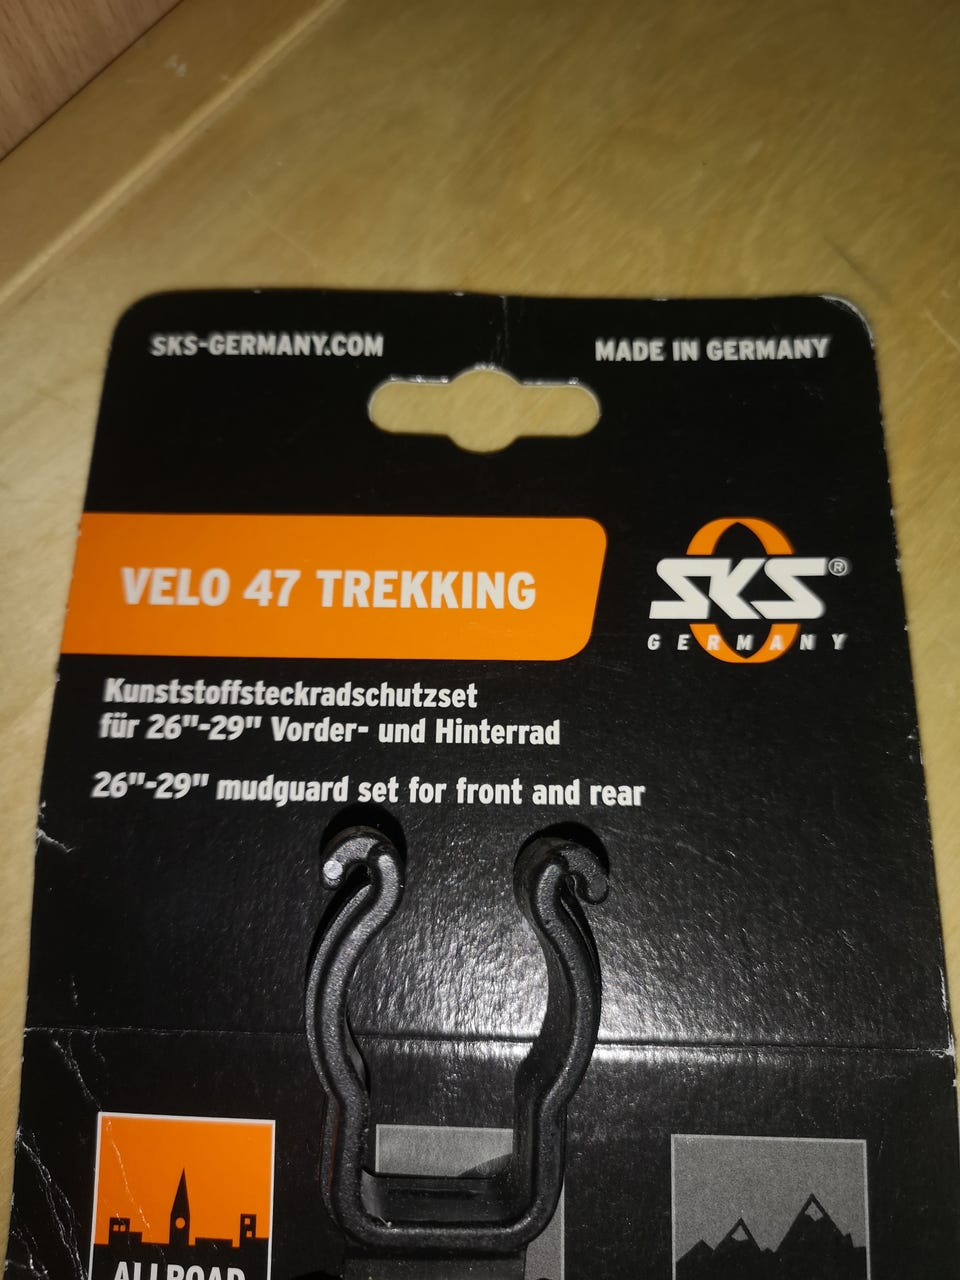 SKS-GERMANY.COM
MADE IN GERMANY
VELO 47 TREKKING
SKS®
GERMANY
Kunststoffsteckradschutzset
für 26"-29" Vorder- und Hinterrad
26"-29" mudguard set for front and rear
ALLROAD